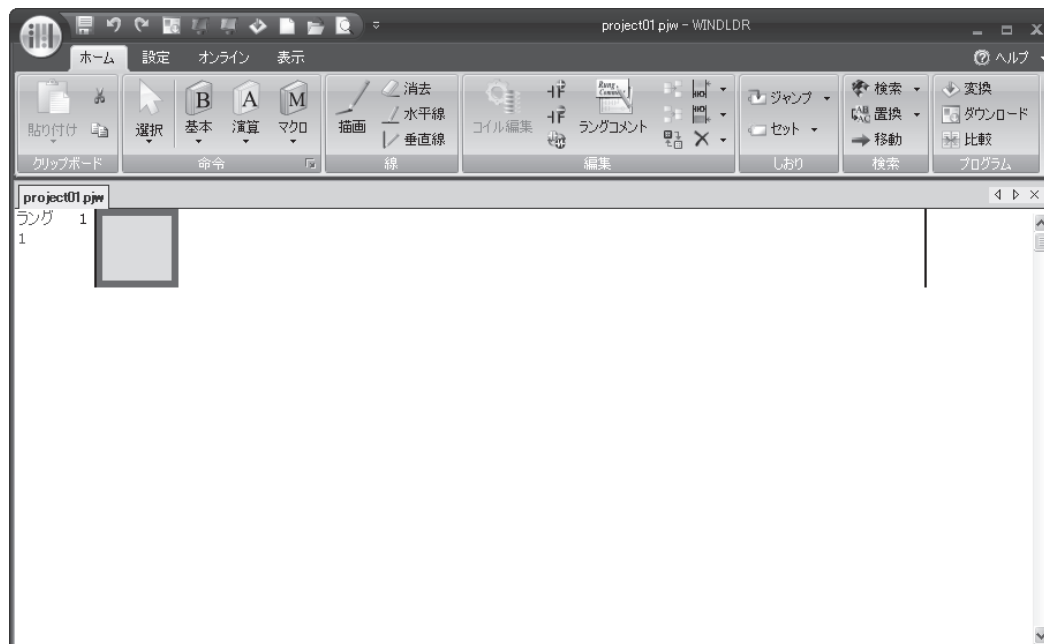 project01.pjw - WINDLDR
ホーム 設定 オンライン 表示 ヘルプ
貼り付け
クリップボード
選択
B
基本
A
演算
M
マクロ
命令
描画
消去
水平線
垂直線
線
コイル編集
Rung Comment
ラングコメント
編集
ジャンプ
セット
しおり
検索
置換
移動
検索
変換
ダウンロード
比較
プログラム
project01.pjw
ラング 1
1